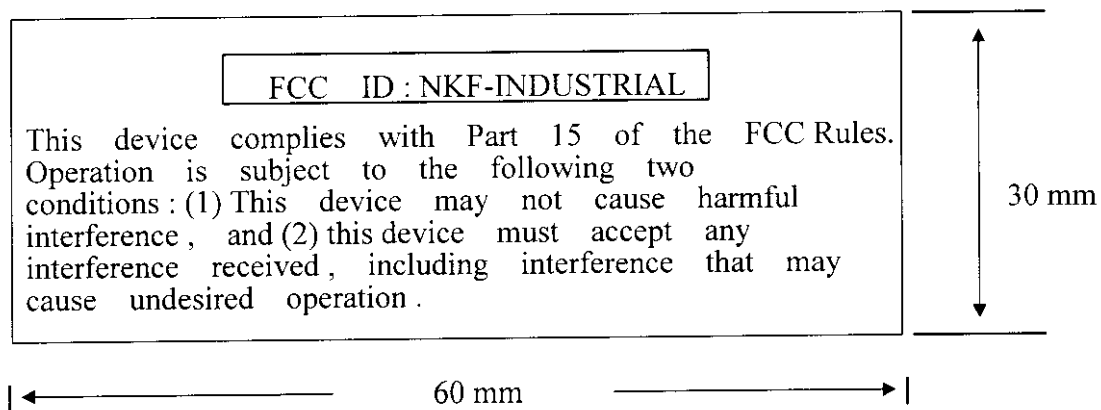 FCC ID : NKF-INDUSTRIAL
This device complies with Part 15 of the FCC Rules.
Operation is subject to the following two
conditions : (1) This device may not cause harmful
interference , and (2) this device must accept any
interference received , including interference that may
cause undesired operation .
30 mm
60 mm